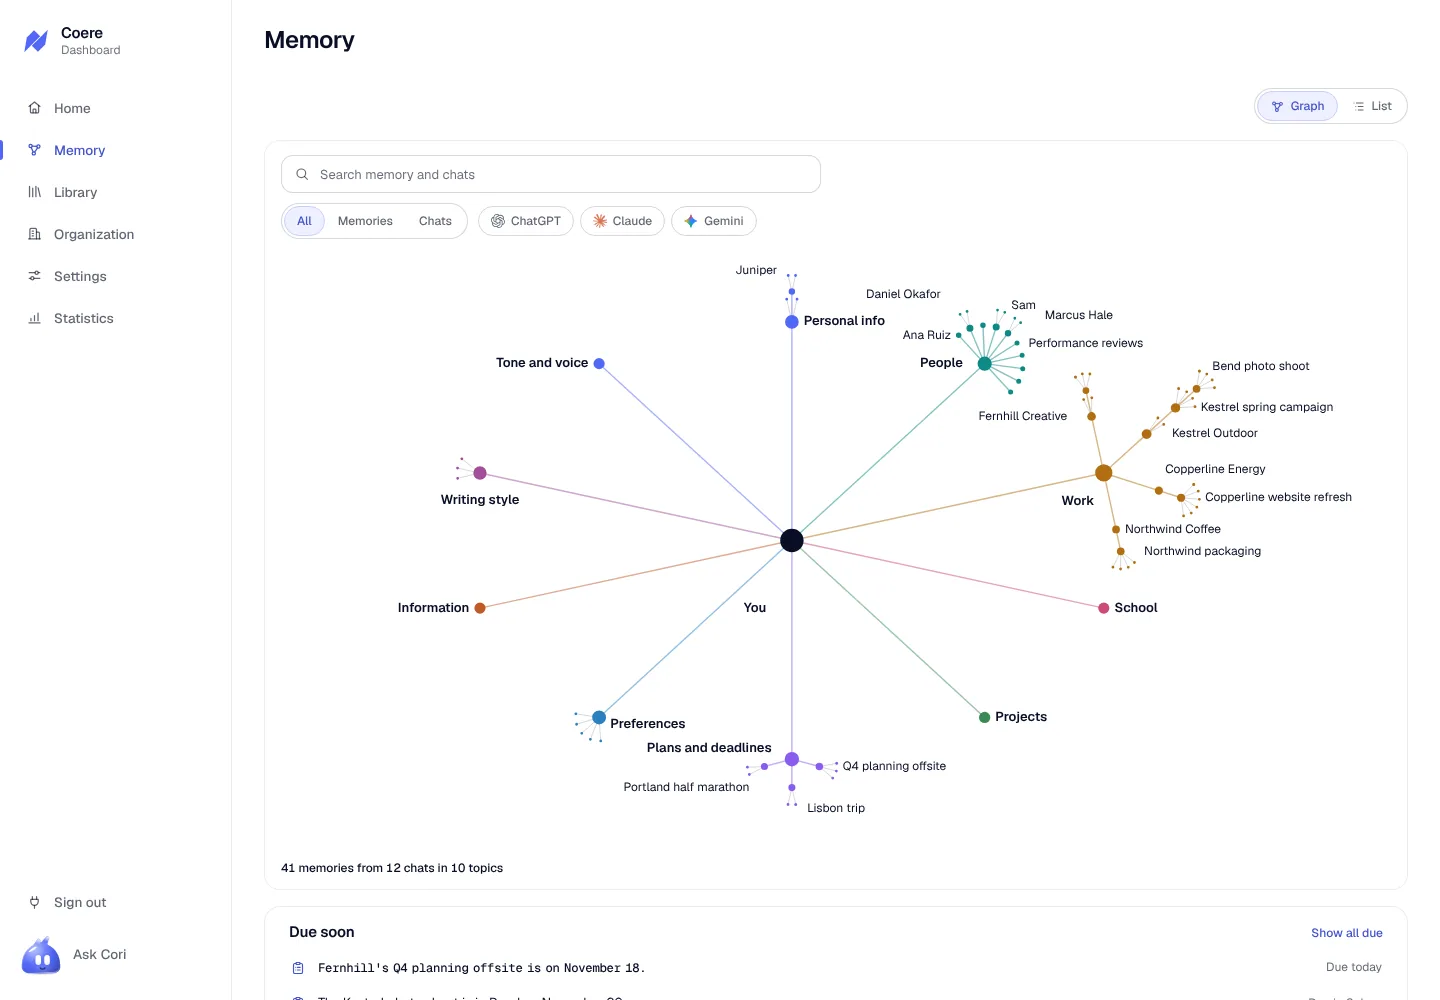 Coere
Dashboard
Home
Memory
Library
Organization
Settings
Statistics
Sign out
Ask Cori
Memory
Graph
List
Search memory and chats
All
Memories
Chats
ChatGPT
Claude
Gemini
Juniper
Personal info
Daniel Okafor
Sam
Marcus Hale
Ana Ruiz
Performance reviews
People
Tone and voice
Bend photo shoot
Kestrel spring campaign
Fernhill Creative
Kestrel Outdoor
Copperline Energy
Work
Copperline website refresh
Writing style
Northwind Coffee
Northwind packaging
Information
You
School
Preferences
Projects
Plans and deadlines
Q4 planning offsite
Portland half marathon
Lisbon trip
41 memories from 12 chats in 10 topics
Due soon
Show all due
Fernhill's Q4 planning offsite is on November 18.
Due today